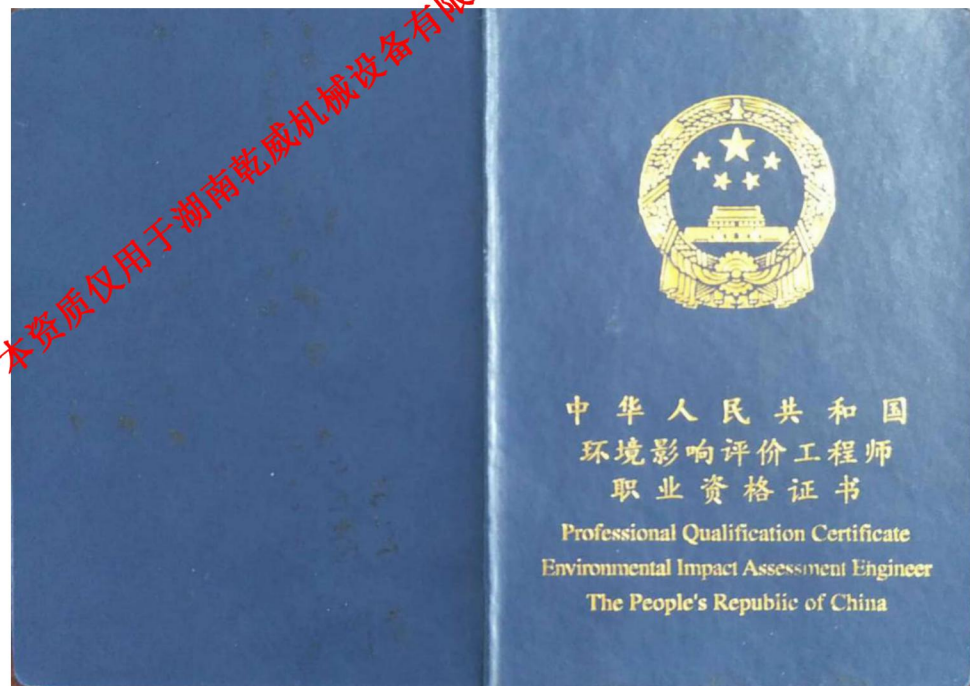 本资质仅用于湖南乾威机械设备有限
中华人民共和国
环境影响评价工程师
职业资格证书
Professional Qualification Certificate
Environmental Impact Assessment Engineer
The People's Republic of China